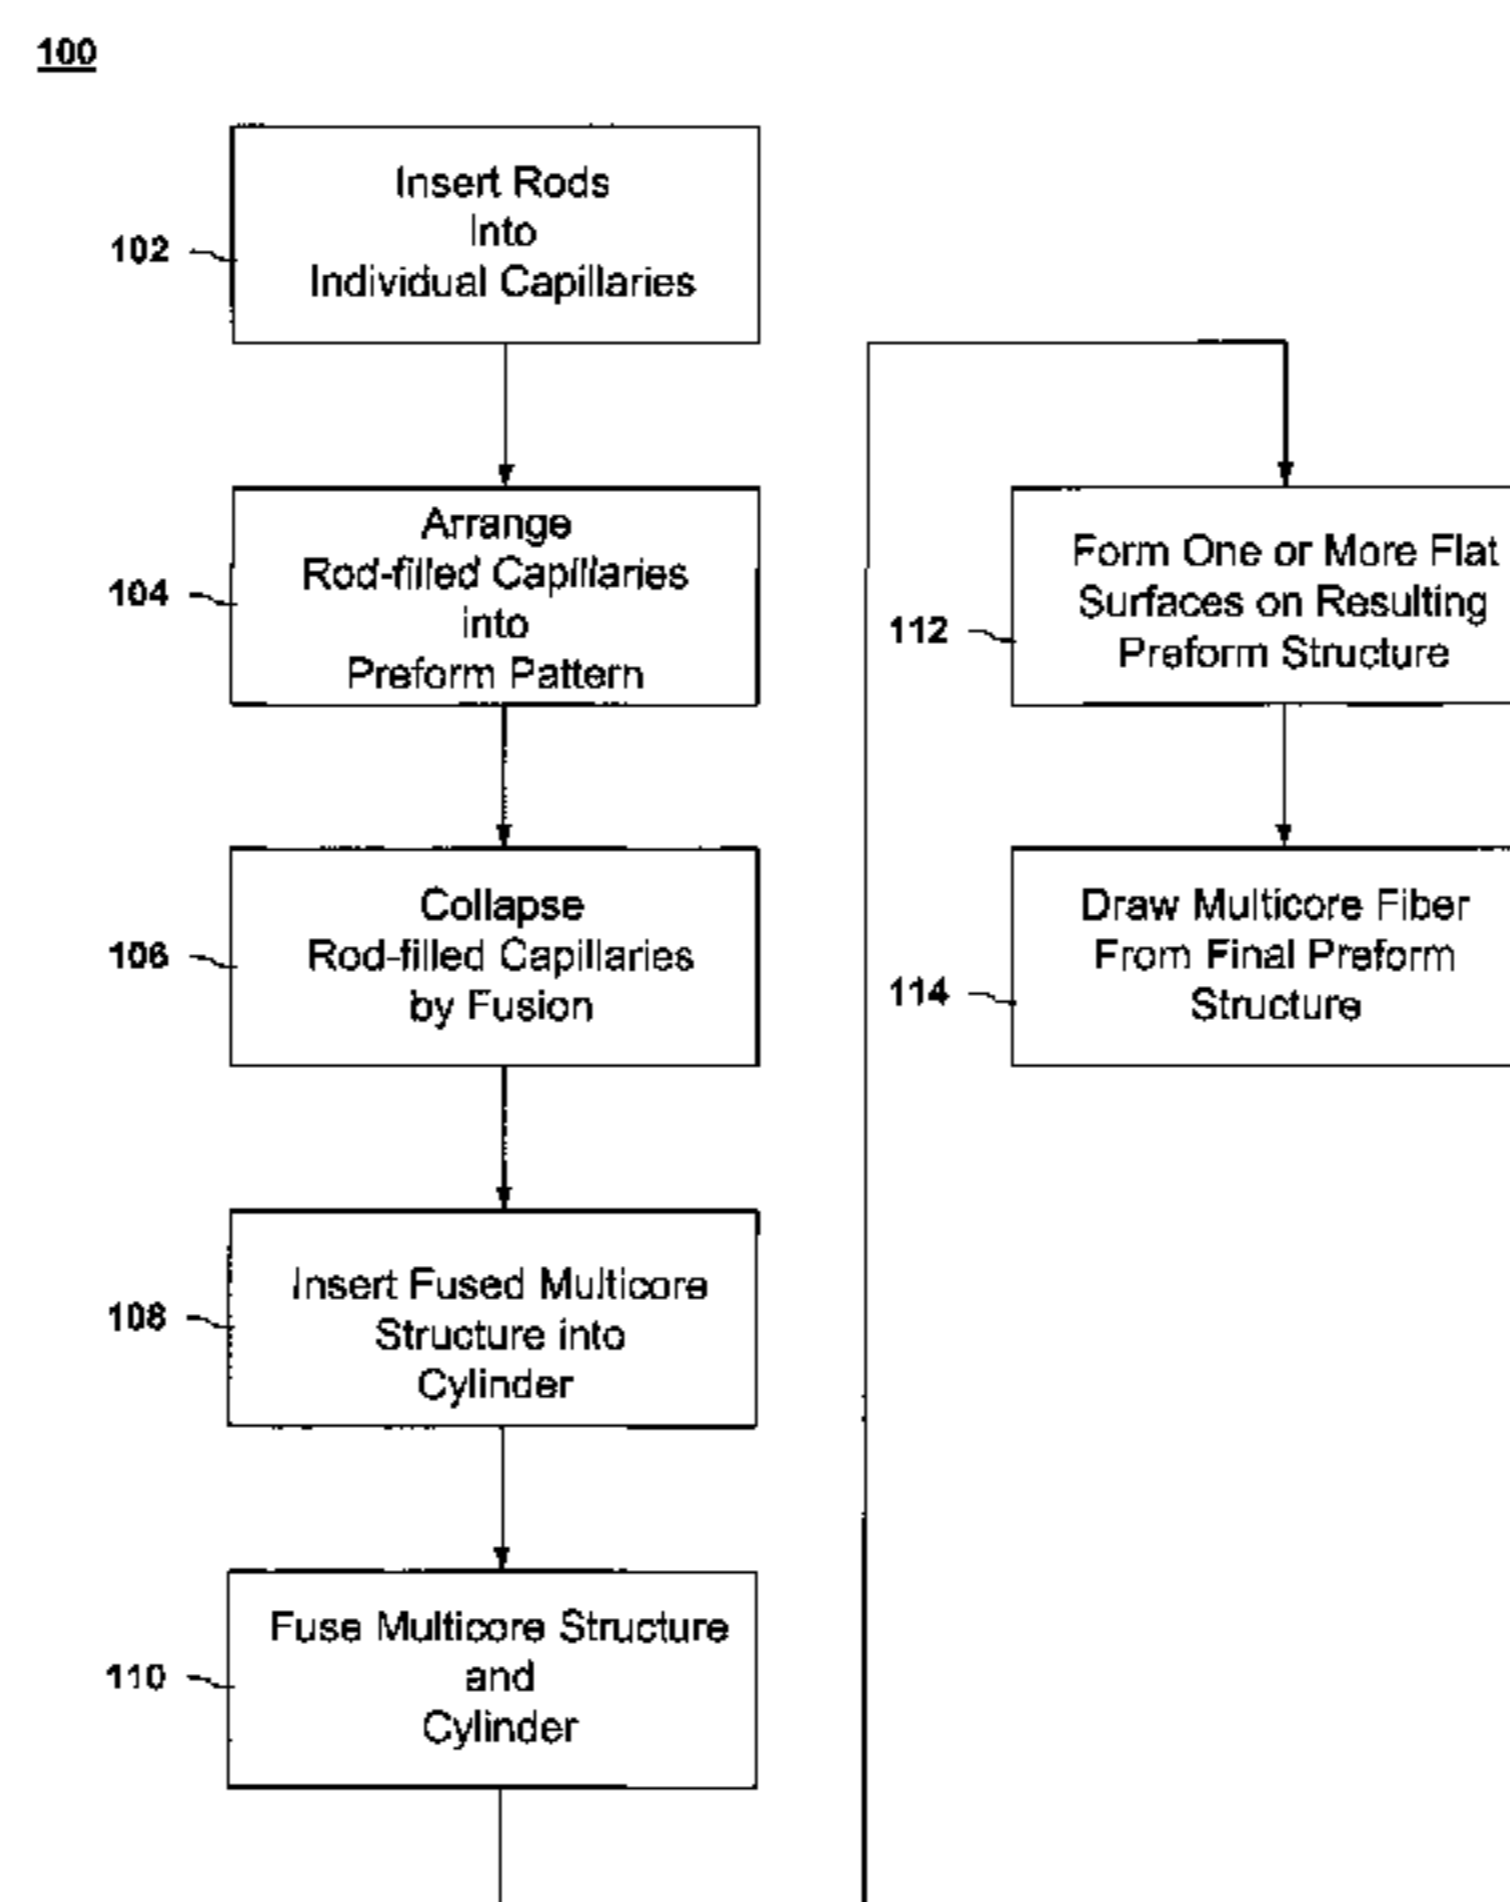 100
102
Insert Rods
Into
Individual Capillaries
104
Arrange
Rod-filled Capillaries
into
Preform Pattern
106
Collapse
Rod-filled Capillaries
by Fusion
108
Insert Fused Multicore
Structure into
Cylinder
110
Fuse Multicore Structure
and
Cylinder
112
Form One or More Flat
Surfaces on Resulting
Preform Structure
114
Draw Multicore Fiber
From Final Preform
Structure